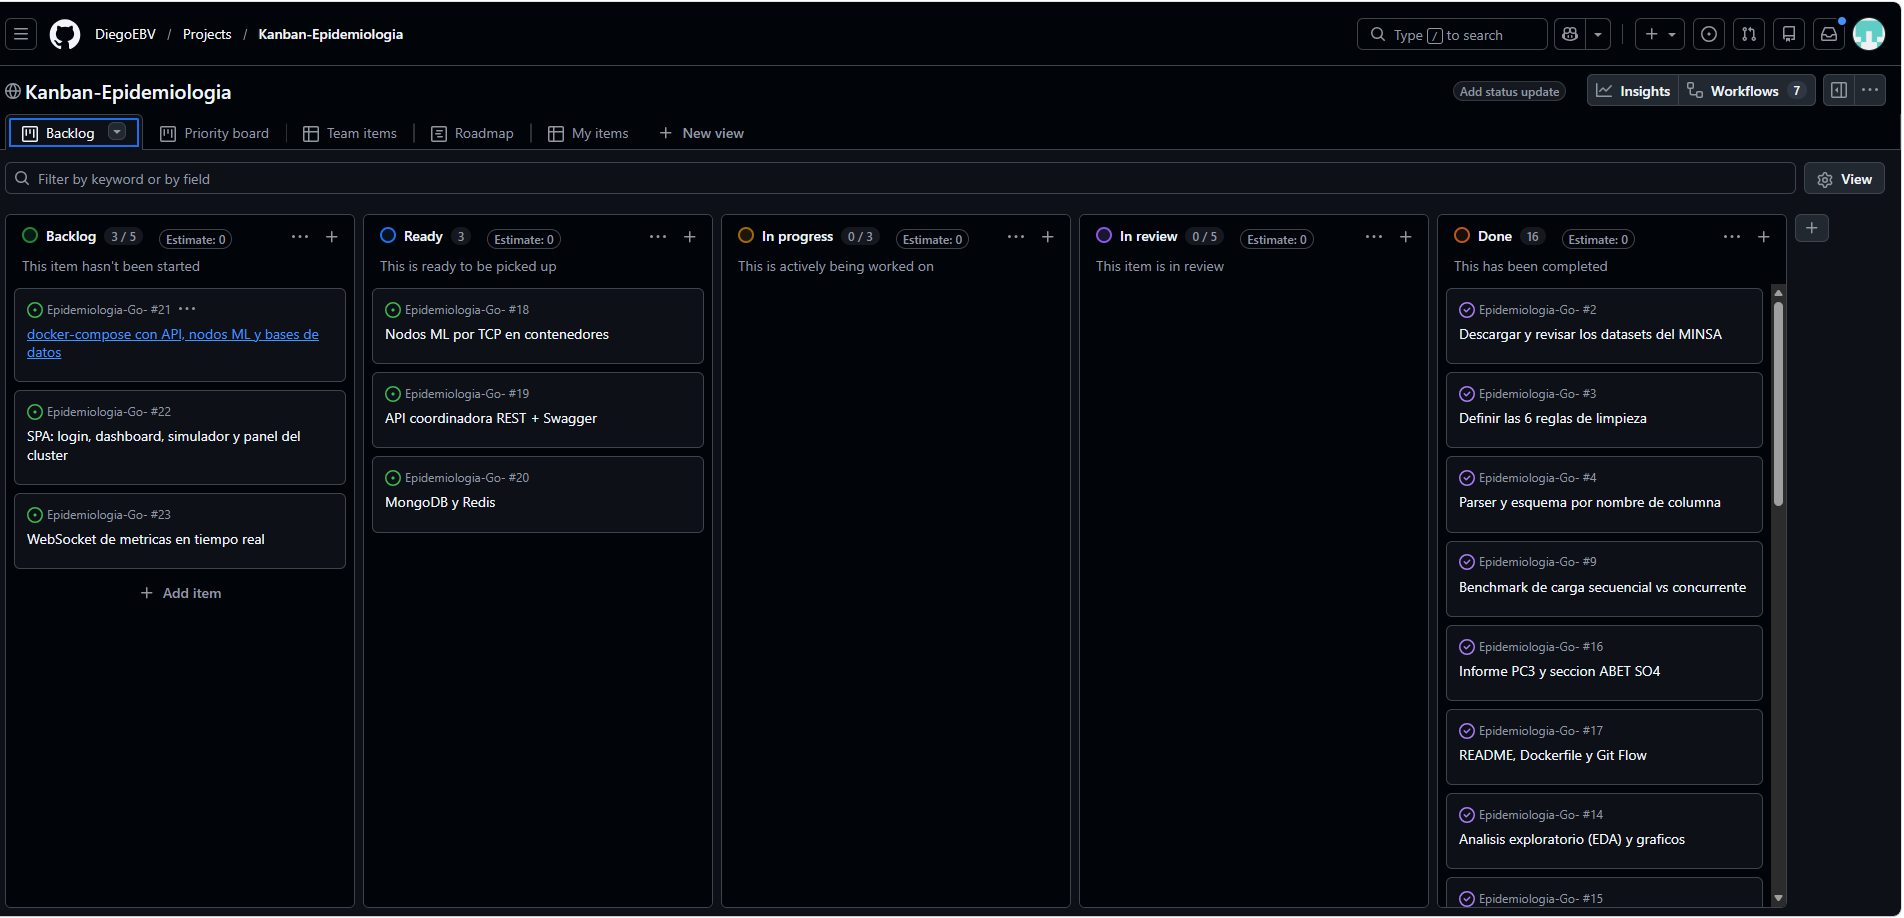 DiegoEBV / Projects / Kanban-Epidemiologia
Type / to search
Kanban-Epidemiologia
Add status update
Insights
Workflows 7
Backlog
Priority board
Team items
Roadmap
My items
New view
Filter by keyword or by field
View
Backlog 3 / 5 Estimate: 0
This item hasn't been started
Epidemiologia-Go- #21
docker-compose con API, nodos ML y bases de
datos
Epidemiologia-Go- #22
SPA: login, dashboard, simulador y panel del
cluster
Epidemiologia-Go- #23
WebSocket de metricas en tiempo real
Add item
Ready 3 Estimate: 0
This is ready to be picked up
Epidemiologia-Go- #18
Nodos ML por TCP en contenedores
Epidemiologia-Go- #19
API coordinadora REST + Swagger
Epidemiologia-Go- #20
MongoDB y Redis
In progress 0 / 3 Estimate: 0
This is actively being worked on
In review 0 / 5 Estimate: 0
This item is in review
Done 16 Estimate: 0
This has been completed
Epidemiologia-Go- #2
Descargar y revisar los datasets del MINSA
Epidemiologia-Go- #3
Definir las 6 reglas de limpieza
Epidemiologia-Go- #4
Parser y esquema por nombre de columna
Epidemiologia-Go- #9
Benchmark de carga secuencial vs concurrente
Epidemiologia-Go- #16
Informe PC3 y seccion ABET SO4
Epidemiologia-Go- #17
README, Dockerfile y Git Flow
Epidemiologia-Go- #14
Analisis exploratorio (EDA) y graficos
Epidemiologia-Go- #15